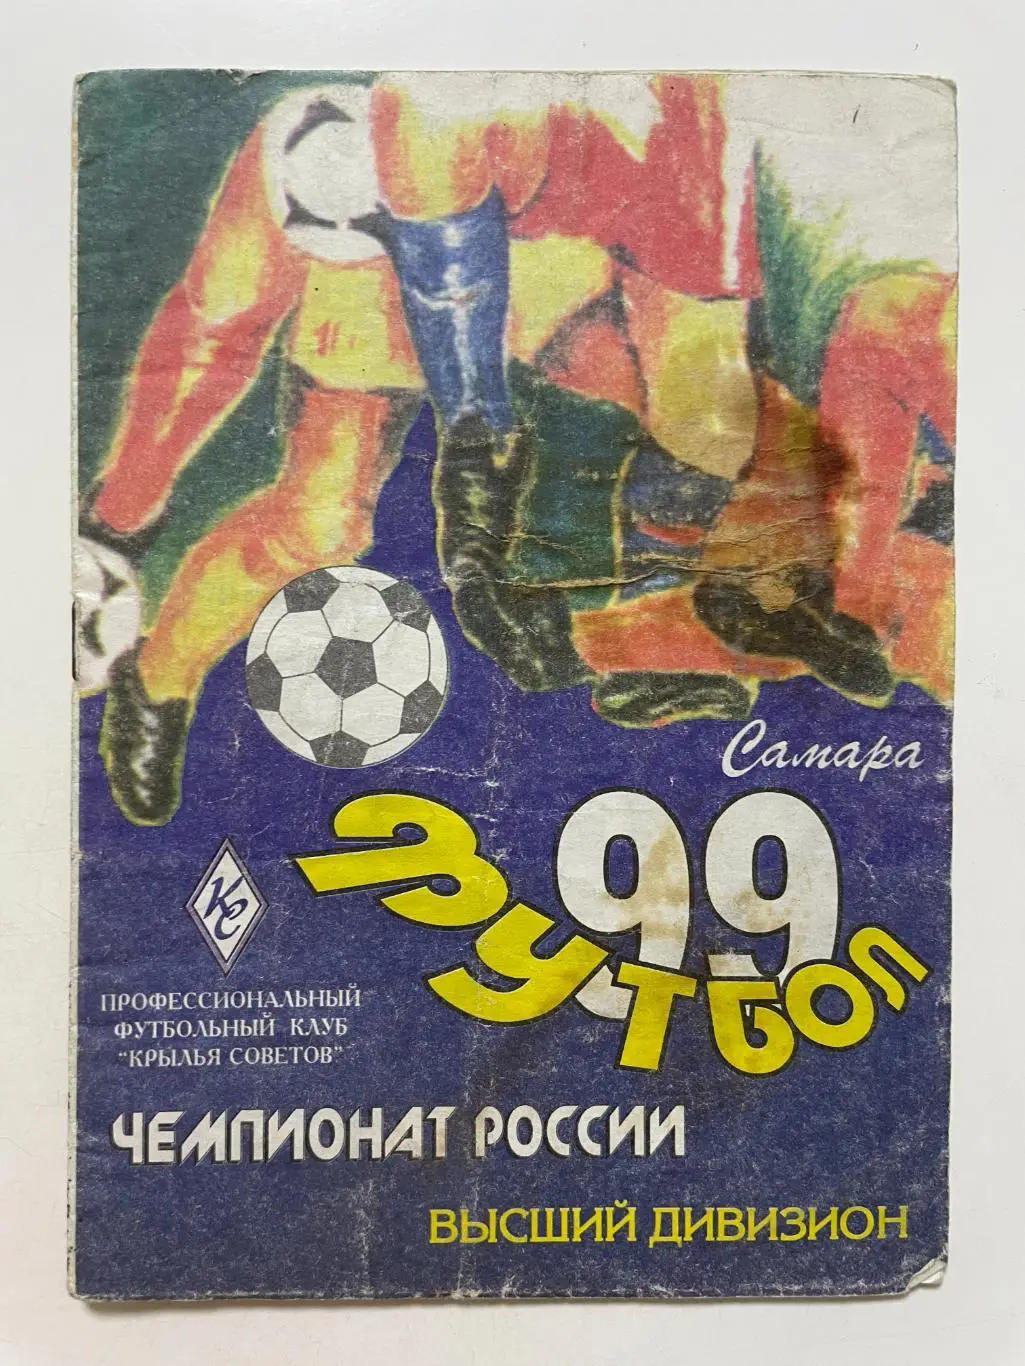 Самара
99
Футбол
КС
ПРОФЕССИОНАЛЬНЫЙ
ФУТБОЛЬНЫЙ КЛУБ
"КРЫЛЬЯ СОВЕТОВ"
ЧЕМПИОНАТ РОССИИ
ВЫСШИЙ ДИВИЗИОН